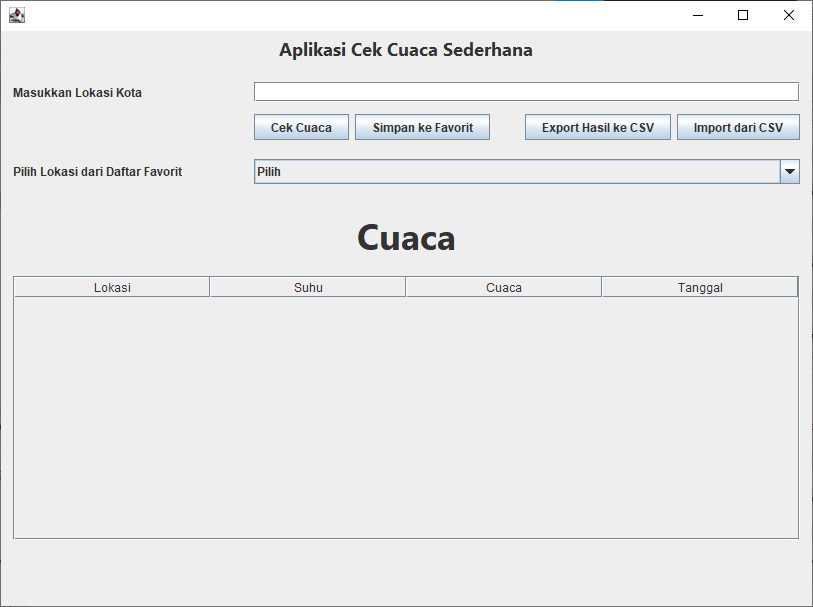 Aplikasi Cek Cuaca Sederhana
Masukkan Lokasi Kota
Cek Cuaca Simpan ke Favorit Export Hasil ke CSV Import dari CSV
Pilih Lokasi dari Daftar Favorit Pilih
Cuaca
Lokasi Suhu Cuaca Tanggal